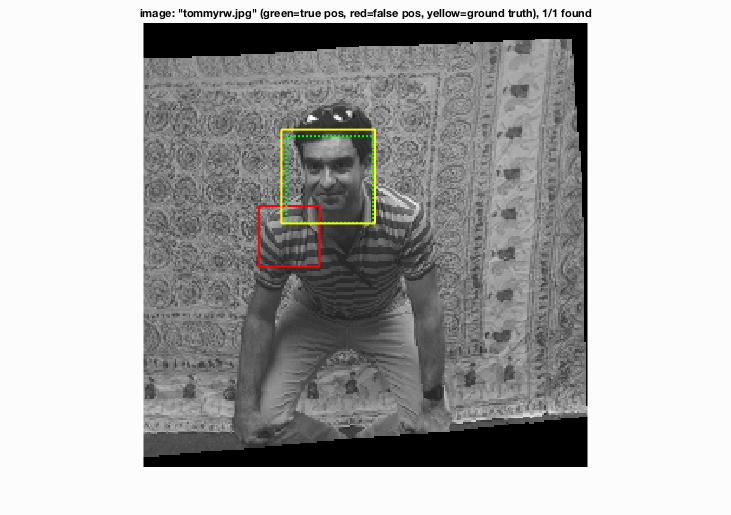 image: "tommyrw.jpg" (green=true pos, red=false pos, yellow=ground truth), 1/1 found